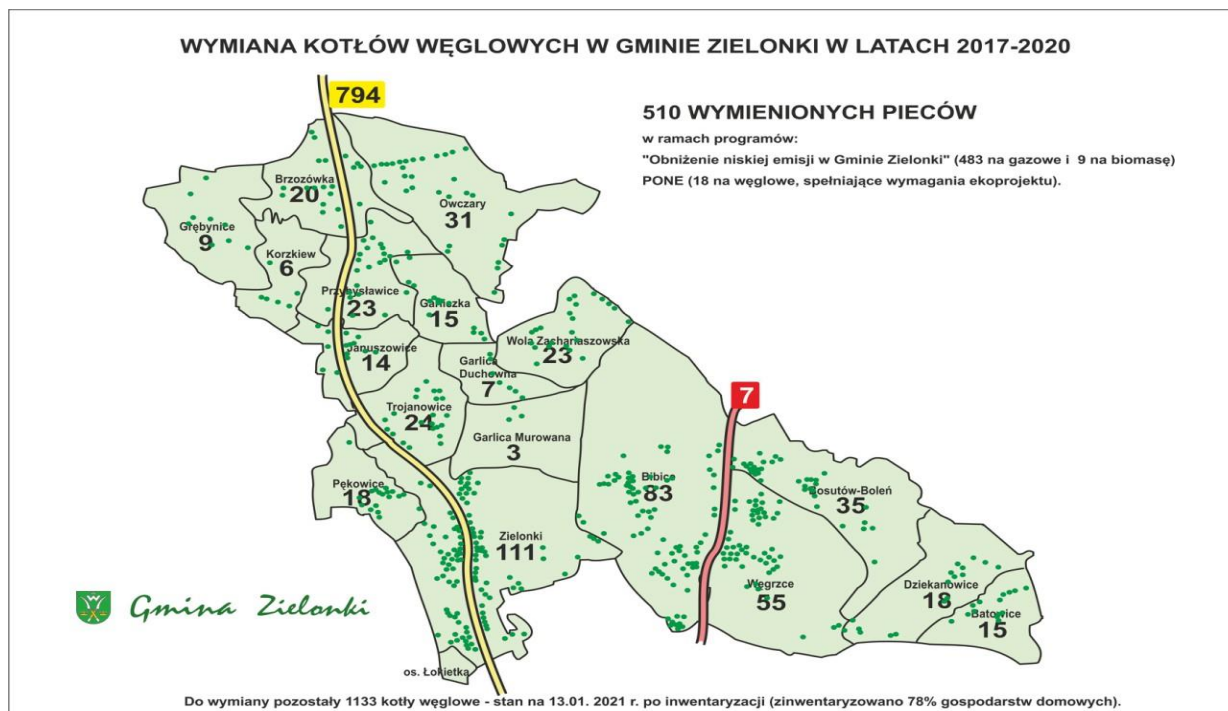 WYMIANA KOTŁÓW WĘGLOWYCH W GMINIE ZIELONKI W LATACH 2017-2020
794
510 WYMIENIONYCH PIECÓW
w ramach programów:
"Obniżenie niskiej emisji w Gminie Zielonki" (483 na gazowe i 9 na biomasę)
PONE (18 na węglowe, spełniające wymagania ekoprojektu).
Brzozówka
20
Owczary
31
Grębynice
9
Korzkiew
6
Przybysławice
23
Garliczka
15
Januszowice
14
Wola Zachariaszowska
23
Garlica
Duchowna
7
7
Trojanowice
24
Garlica Murowana
3
Pękowice
18
Bibice
83
Bosutów-Boleń
35
Zielonki
111
Węgrzce
55
Dziekanowice
18
Batowice
15
Gmina Zielonki
os. Łokietka
Do wymiany pozostały 1133 kotły węglowe - stan na 13.01. 2021 r. po inwentaryzacji (zinwentaryzowano 78% gospodarstw domowych).